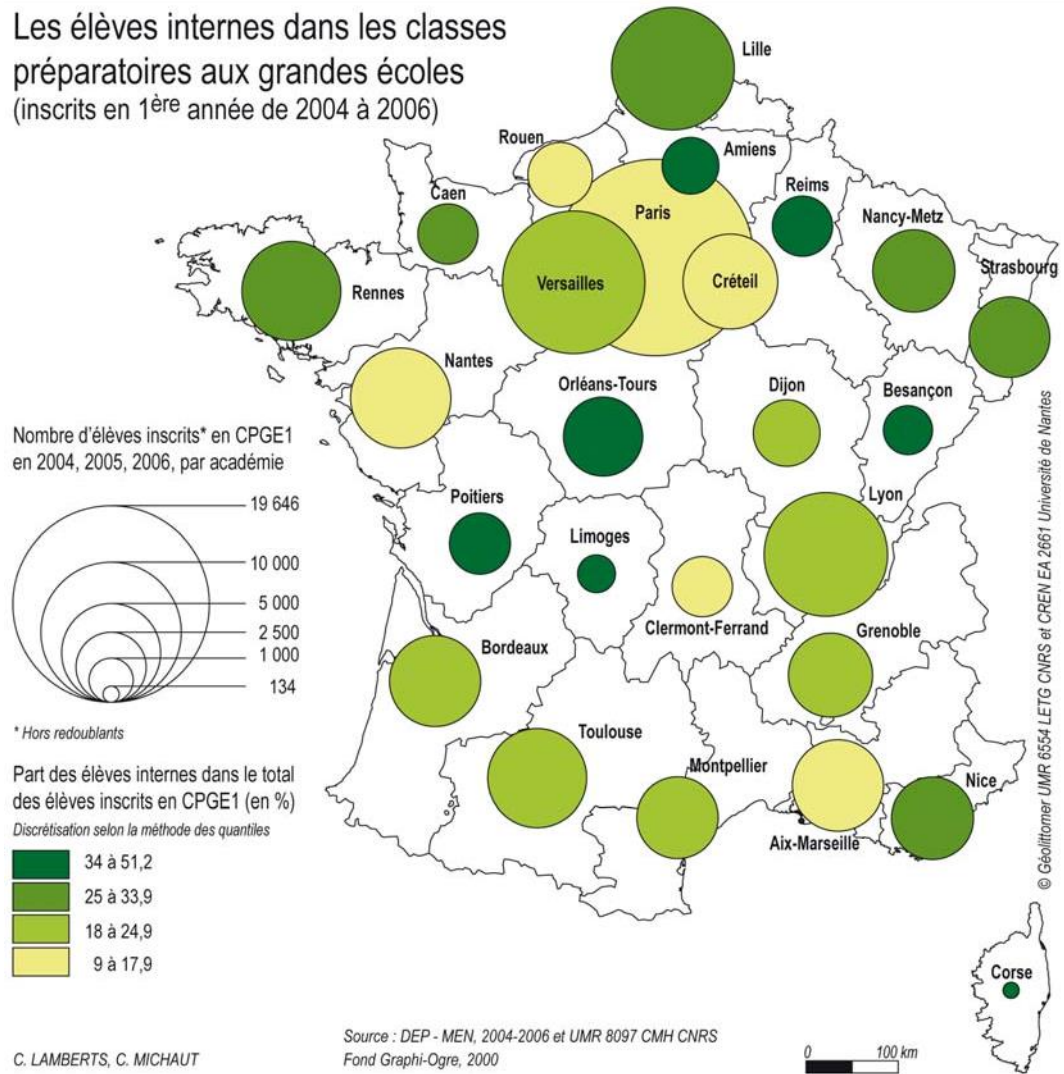 Les élèves internes dans les classes
préparatoires aux grandes écoles
(inscrits en 1ère année de 2004 à 2006)
Lille
Rouen
Amiens
Caen
Paris
Reims
Nancy-Metz
Strasbourg
Versailles
Créteil
Rennes
Nantes
Orléans-Tours
Dijon
Besançon
Nombre d'élèves inscrits* en CPGE1
en 2004, 2005, 2006, par académie
19 646
10 000
5 000
2 500
1 000
134
* Hors redoublants
Poitiers
Limoges
Lyon
Clermont-Ferrand
Grenoble
Bordeaux
Toulouse
Montpellier
Nice
Aix-Marseille
Corse
Part des élèves internes dans le total
des élèves inscrits en CPGE1 (en %)
Discrétisation selon la méthode des quantiles
34 à 51,2
25 à 33,9
18 à 24,9
9 à 17,9
C. LAMBERTS, C. MICHAUT
Source : DEP - MEN, 2004-2006 et UMR 8097 CMH CNRS
Fond Graphi-Ogre, 2000
0 100 km
© Géolittomer UMR 6554 LETG CNRS et CREN EA 2661 Université de Nantes